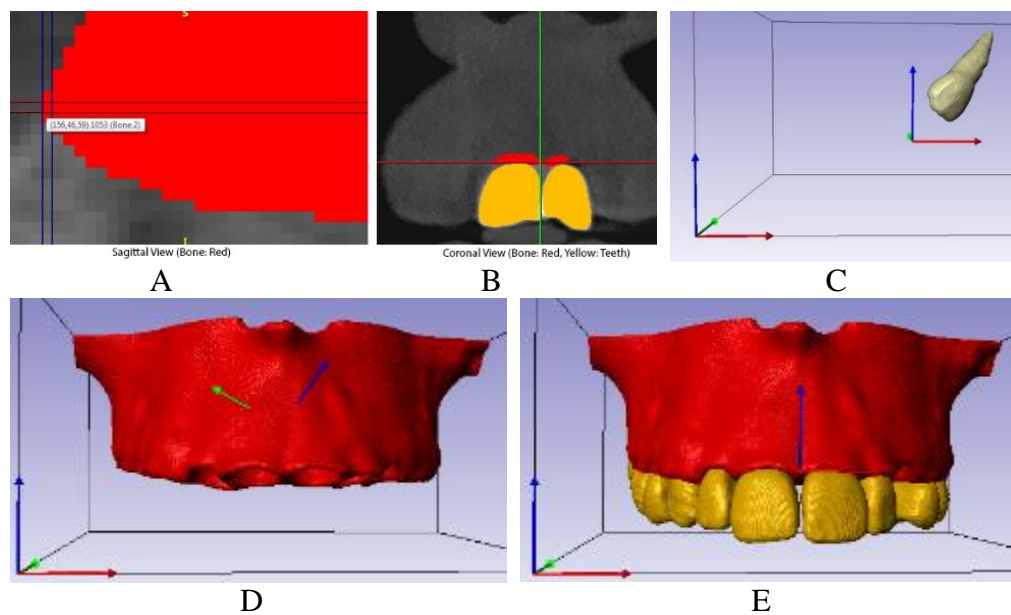 S
(156,46,59) 1053 (Bone 2)
I
Sagittal View (Bone: Red)
Coronal View (Bone: Red, Yellow: Teeth)
A
B
C
D
E